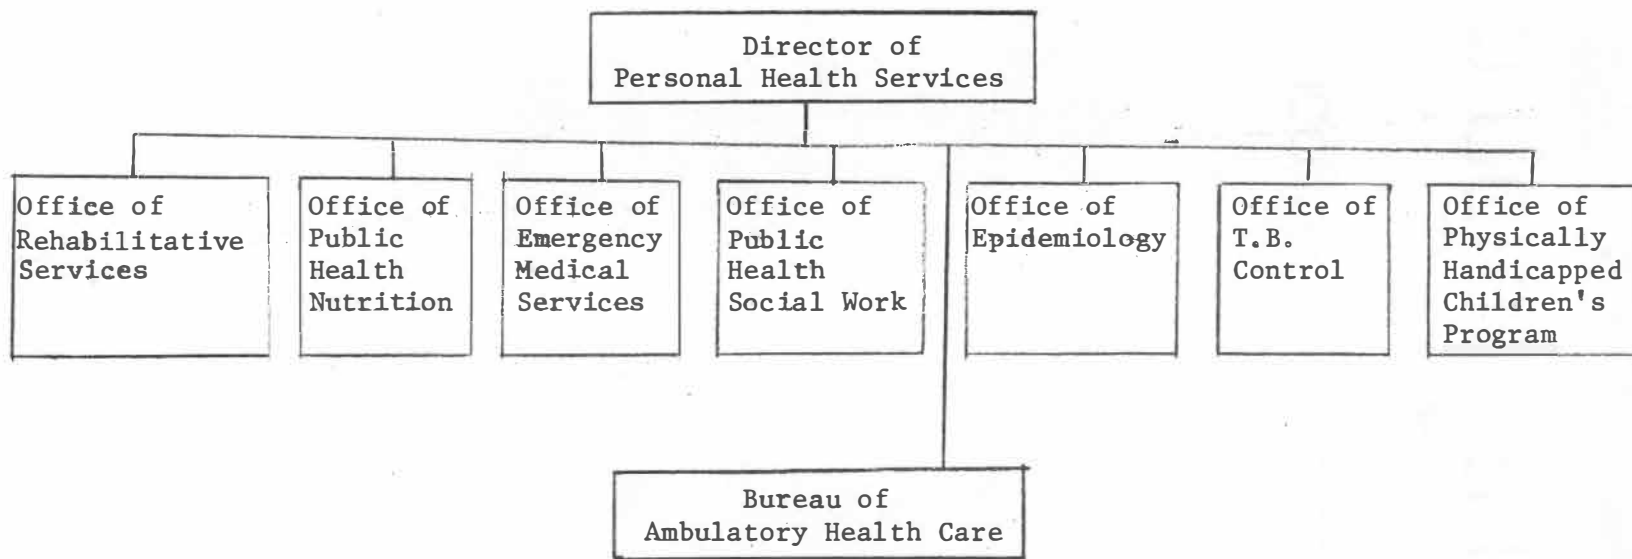 Director of
Personal Health Services
Office of
Rehabilitative
Services
Office of
Public
Health
Nutrition
Office of
Emergency
Medical
Services
Office of
Public
Health
Social Work
Office of
Epidemiology
Office of
T.B.
Control
Office of
Physically
Handicapped
Children's
Program
Bureau of
Ambulatory Health Care